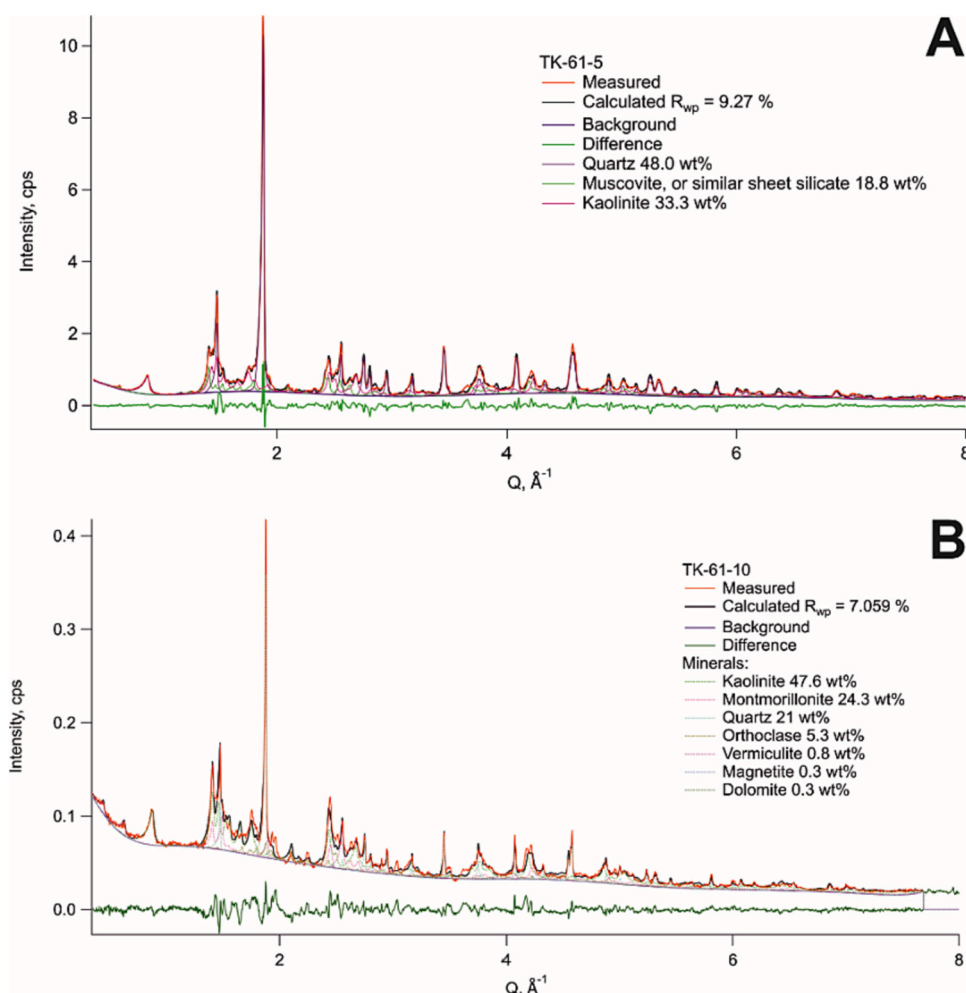 A
TK-61-5
Measured
Calculated Rwp = 9.27 %
Background
Difference
Quartz 48.0 wt%
Muscovite, or similar sheet silicate 18.8 wt%
Kaolinite 33.3 wt%
Intensity, cps
10
8
6
4
2
0
2
4
6
8
Q, Å-1
B
TK-61-10
Measured
Calculated Rwp = 7.059 %
Background
Difference
Minerals:
Kaolinite 47.6 wt%
Montmorillonite 24.3 wt%
Quartz 21 wt%
Orthoclase 5.3 wt%
Vermiculite 0.8 wt%
Magnetite 0.3 wt%
Dolomite 0.3 wt%
Intensity, cps
0.4
0.3
0.2
0.1
0.0
2
4
6
8
Q, Å-1